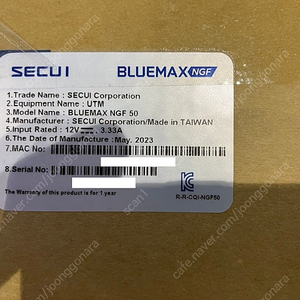 SECUI BLUEMAX NGF
1.Trade Name : SECUI Corporation
2.Equipment Name : UTM
3.Model Name : BLUEMAX NGF 50
4.Manufacturer : SECUI Corporation/Made in TAIWAN
5.Input Rated : 12V⎓, 3.33A
6.The Date of Manufacture :May, 2023
7.MAC No:
8.Serial No.:
The Warranty of this product is for 1 year
R-R-CQI-NGF50
cafe.naver.com/joonggonara